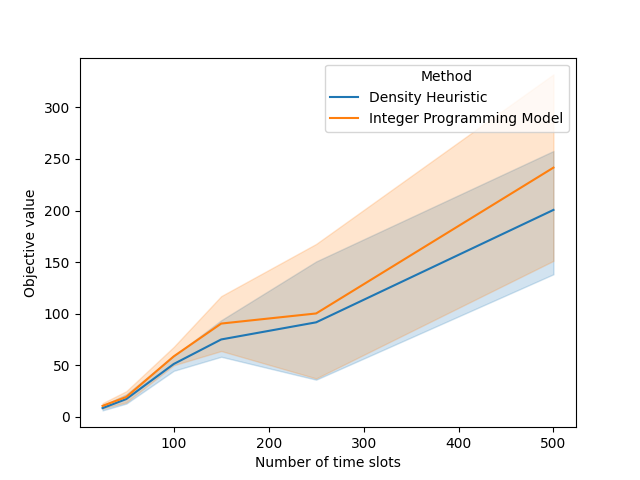 Method
Density Heuristic
Integer Programming Model
300
250
200
150
100
50
0
Objective value
100 200 300 400 500
Number of time slots